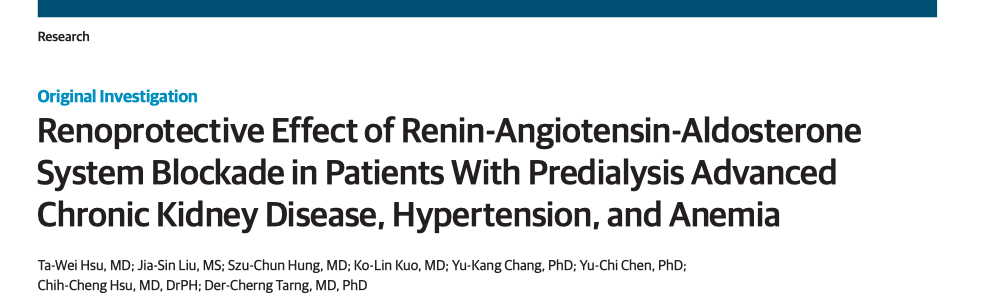 Research
Original Investigation
Renoprotective Effect of Renin-Angiotensin-Aldosterone
System Blockade in Patients With Predialysis Advanced
Chronic Kidney Disease, Hypertension, and Anemia
Ta-Wei Hsu, MD; Jia-Sin Liu, MS; Szu-Chun Hung, MD; Ko-Lin Kuo, MD; Yu-Kang Chang, PhD; Yu-Chi Chen, PhD;
Chih-Cheng Hsu, MD, DrPH; Der-Cherng Tarng, MD, PhD